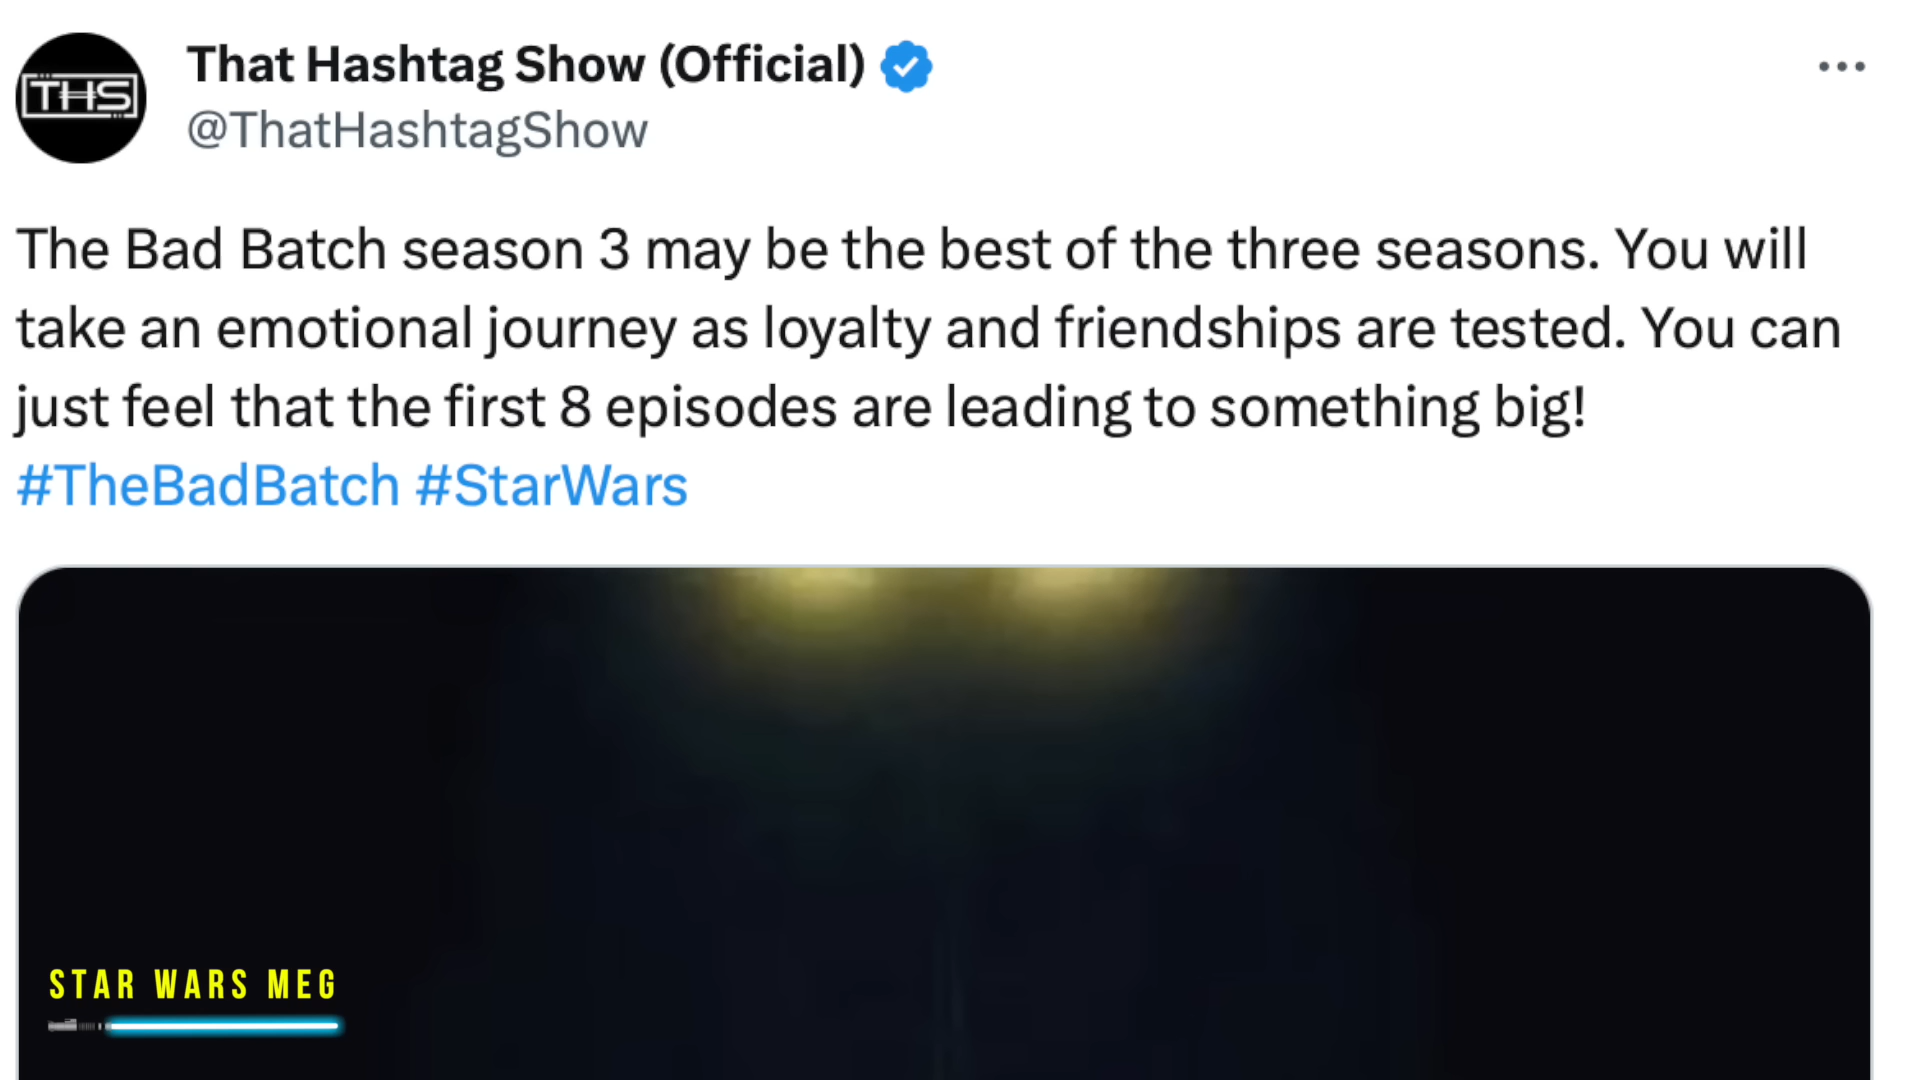 THS
That Hashtag Show (Official)
@ThatHashtagShow
The Bad Batch season 3 may be the best of the three seasons. You will
take an emotional journey as loyalty and friendships are tested. You can
just feel that the first 8 episodes are leading to something big!
#TheBadBatch #StarWars
STAR WARS MEG